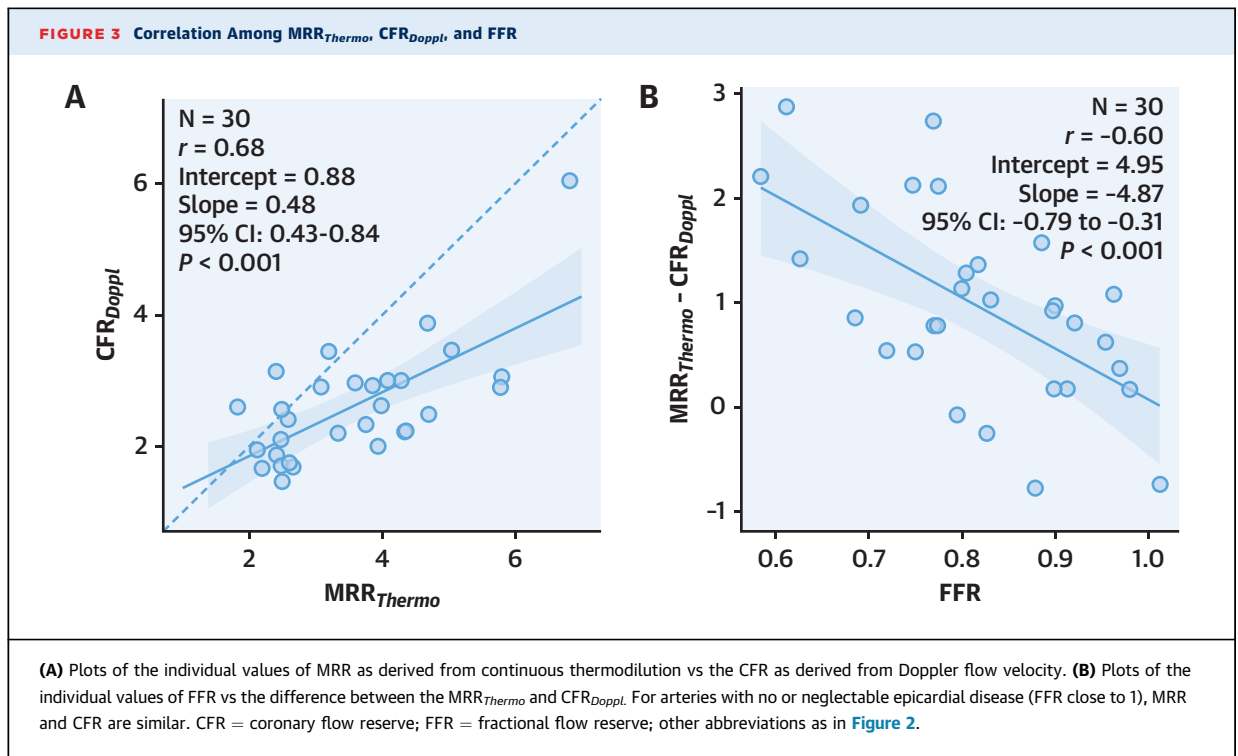 FIGURE 3 Correlation Among MRRThermo, CFRDoppl, and FFR
A
N = 30
r = 0.68
Intercept = 0.88
Slope = 0.48
95% CI: 0.43-0.84
P < 0.001
CFRDoppl
6
4
2
2 4 6
MRRThermo
B
N = 30
r = –0.60
Intercept = 4.95
Slope = –4.87
95% CI: –0.79 to –0.31
P < 0.001
MRRThermo – CFRDoppl
3
2
1
0
–1
0.6 0.7 0.8 0.9 1.0
FFR
(A) Plots of the individual values of MRR as derived from continuous thermodilution vs the CFR as derived from Doppler flow velocity. (B) Plots of the
individual values of FFR vs the difference between the MRRThermo and CFRDoppl. For arteries with no or neglectable epicardial disease (FFR close to 1), MRR
and CFR are similar. CFR = coronary flow reserve; FFR = fractional flow reserve; other abbreviations as in Figure 2.